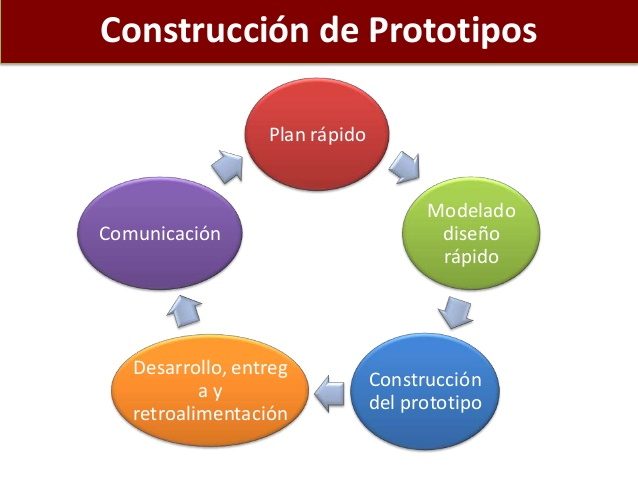 Construcción de Prototipos
Plan rápido
Modelado
diseño
rápido
Construcción
del prototipo
Desarrollo, entreg
a y
retroalimentación
Comunicación